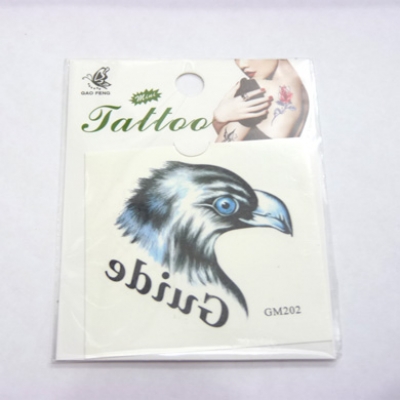 GAO FENG
Tattoo
Guide
GM202